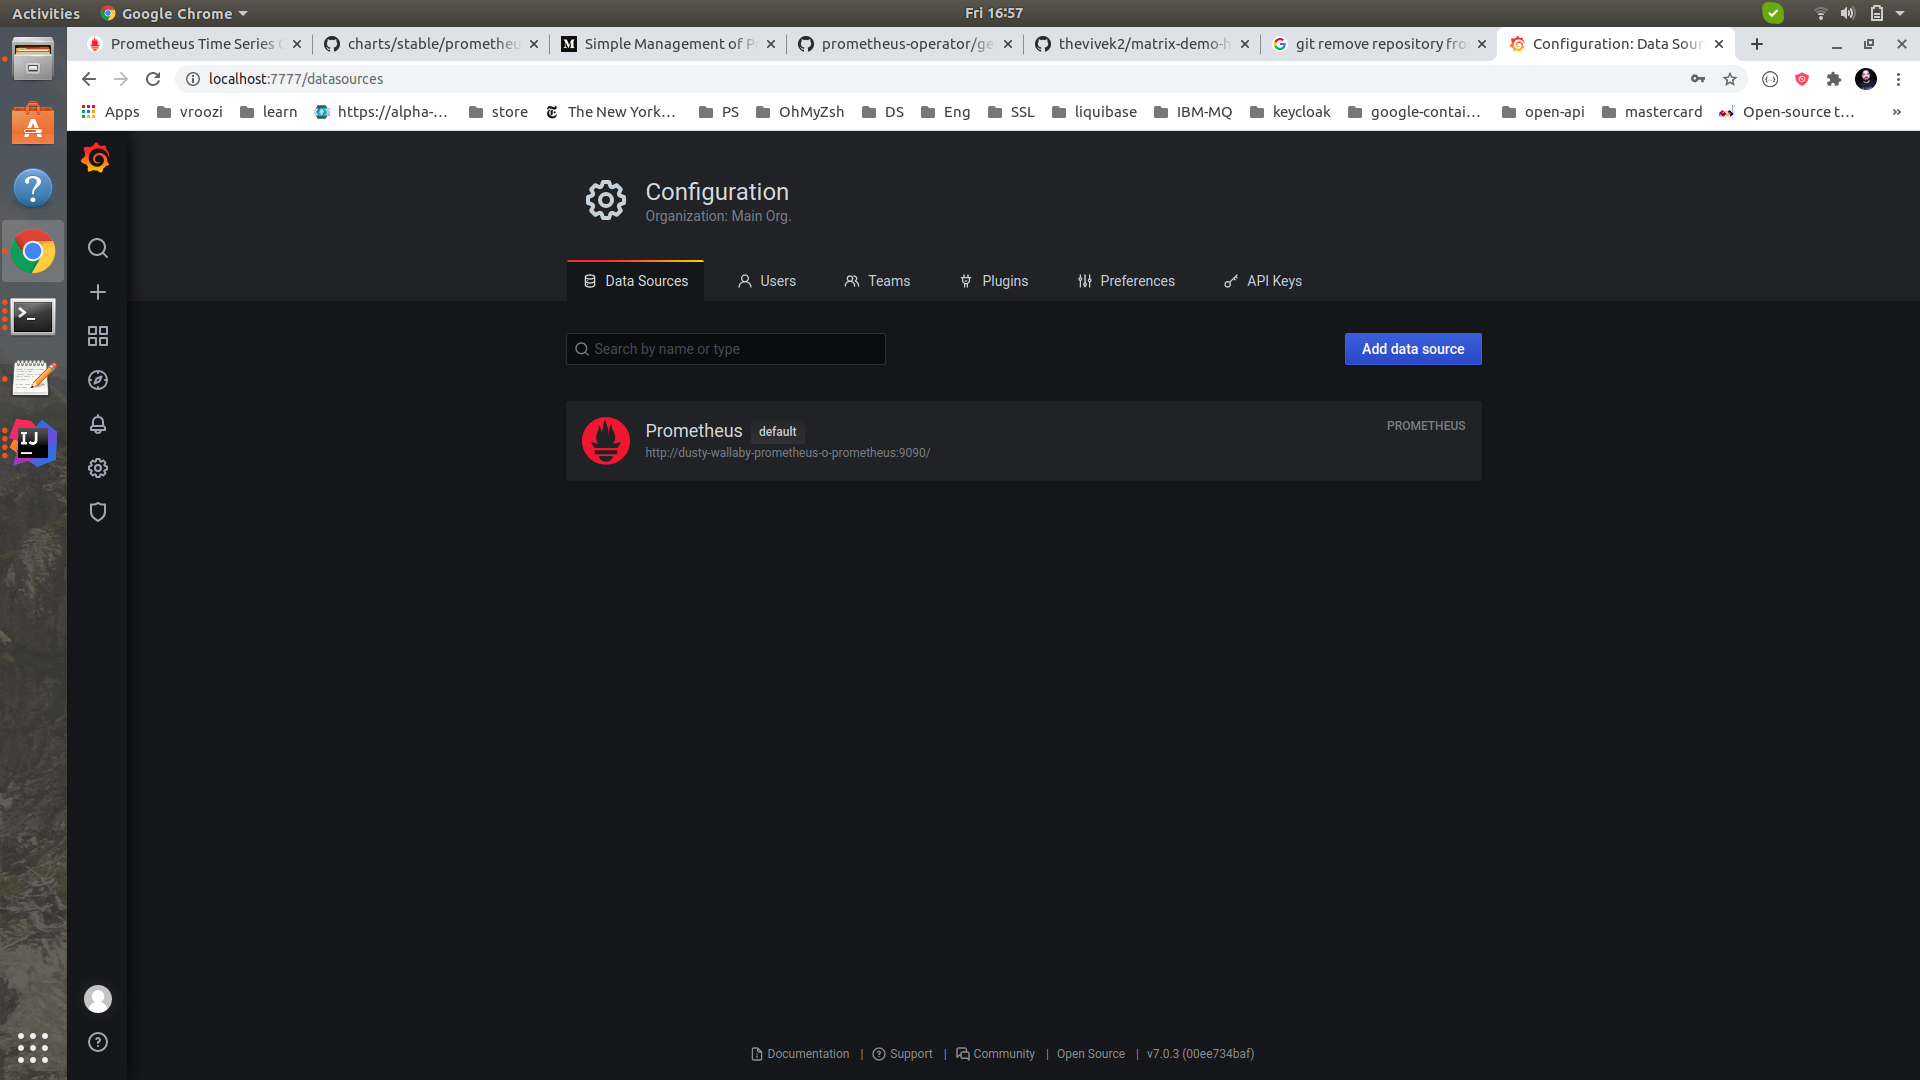 Activities
Google Chrome
Fri 16:57
Prometheus Time Series
charts/stable/prometheu
Simple Management of P
prometheus-operator/ge
thevivek2/matrix-demo-h
git remove repository fro
Configuration: Data Sour
localhost:7777/datasources
Apps
vroozi
learn
https://alpha-...
store
The New York...
PS
OhMyZsh
DS
Eng
SSL
liquibase
IBM-MQ
keycloak
google-contai...
open-api
mastercard
Open-source t...
»
Configuration
Organization: Main Org.
Data Sources
Users
Teams
Plugins
Preferences
API Keys
Search by name or type
Add data source
Prometheus default
PROMETHEUS
http://dusty-wallaby-prometheus-o-prometheus:9090/
Documentation | Support | Community | Open Source | v7.0.3 (00ee734baf)